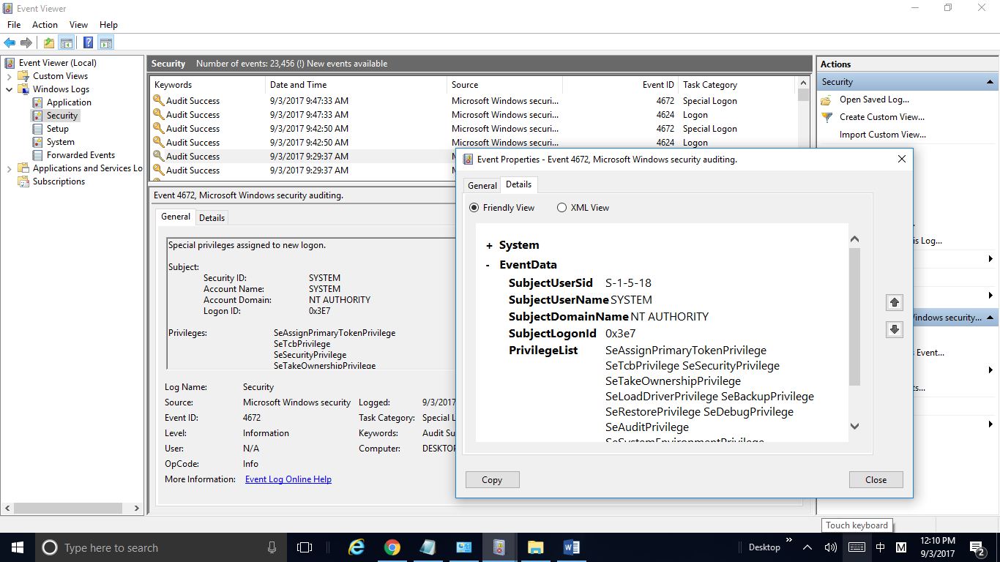 Event Viewer
File Action View Help
Event Viewer (Local)
Custom Views
Windows Logs
Application
Security
Setup
System
Forwarded Events
Applications and Services Lo
Subscriptions
Security Number of events: 23,456 (!) New events available
Keywords Date and Time Source Event ID Task Category
Audit Success 9/3/2017 9:47:33 AM Microsoft Windows securi... 4672 Special Logon
Audit Success 9/3/2017 9:47:33 AM Microsoft Windows securi... 4624 Logon
Audit Success 9/3/2017 9:42:50 AM Microsoft Windows securi... 4672 Special Logon
Audit Success 9/3/2017 9:42:50 AM Microsoft Windows securi... 4624 Logon
Audit Success 9/3/2017 9:29:37 AM
Audit Success 9/3/2017 9:29:37 AM
Event 4672, Microsoft Windows security auditing.
General Details
Special privileges assigned to new logon.
Subject:
Security ID: SYSTEM
Account Name: SYSTEM
Account Domain: NT AUTHORITY
Logon ID: 0x3E7
Privileges: SeAssignPrimaryTokenPrivilege
SeTcbPrivilege
SeSecurityPrivilege
SeTakeOwnershipPrivilege
Log Name: Security
Source: Microsoft Windows security Logged: 9/3/2017
Event ID: 4672 Task Category: Special L
Level: Information Keywords: Audit Su
User: N/A Computer: DESKTOP
OpCode: Info
More Information: Event Log Online Help
Event Properties - Event 4672, Microsoft Windows security auditing.
General Details
Friendly View XML View
+ System
- EventData
SubjectUserSid S-1-5-18
SubjectUserName SYSTEM
SubjectDomainName NT AUTHORITY
SubjectLogonId 0x3e7
PrivilegeList SeAssignPrimaryTokenPrivilege
SeTcbPrivilege SeSecurityPrivilege
SeTakeOwnershipPrivilege
SeLoadDriverPrivilege SeBackupPrivilege
SeRestorePrivilege SeDebugPrivilege
SeAuditPrivilege
SeSystemEnvironmentPrivilege
Copy Close
Actions
Security
Open Saved Log...
Create Custom View...
Import Custom View...
is Log...
indows security...
Event...
ts...
Touch keyboard
Type here to search
Desktop
中
M
12:10 PM
9/3/2017
2